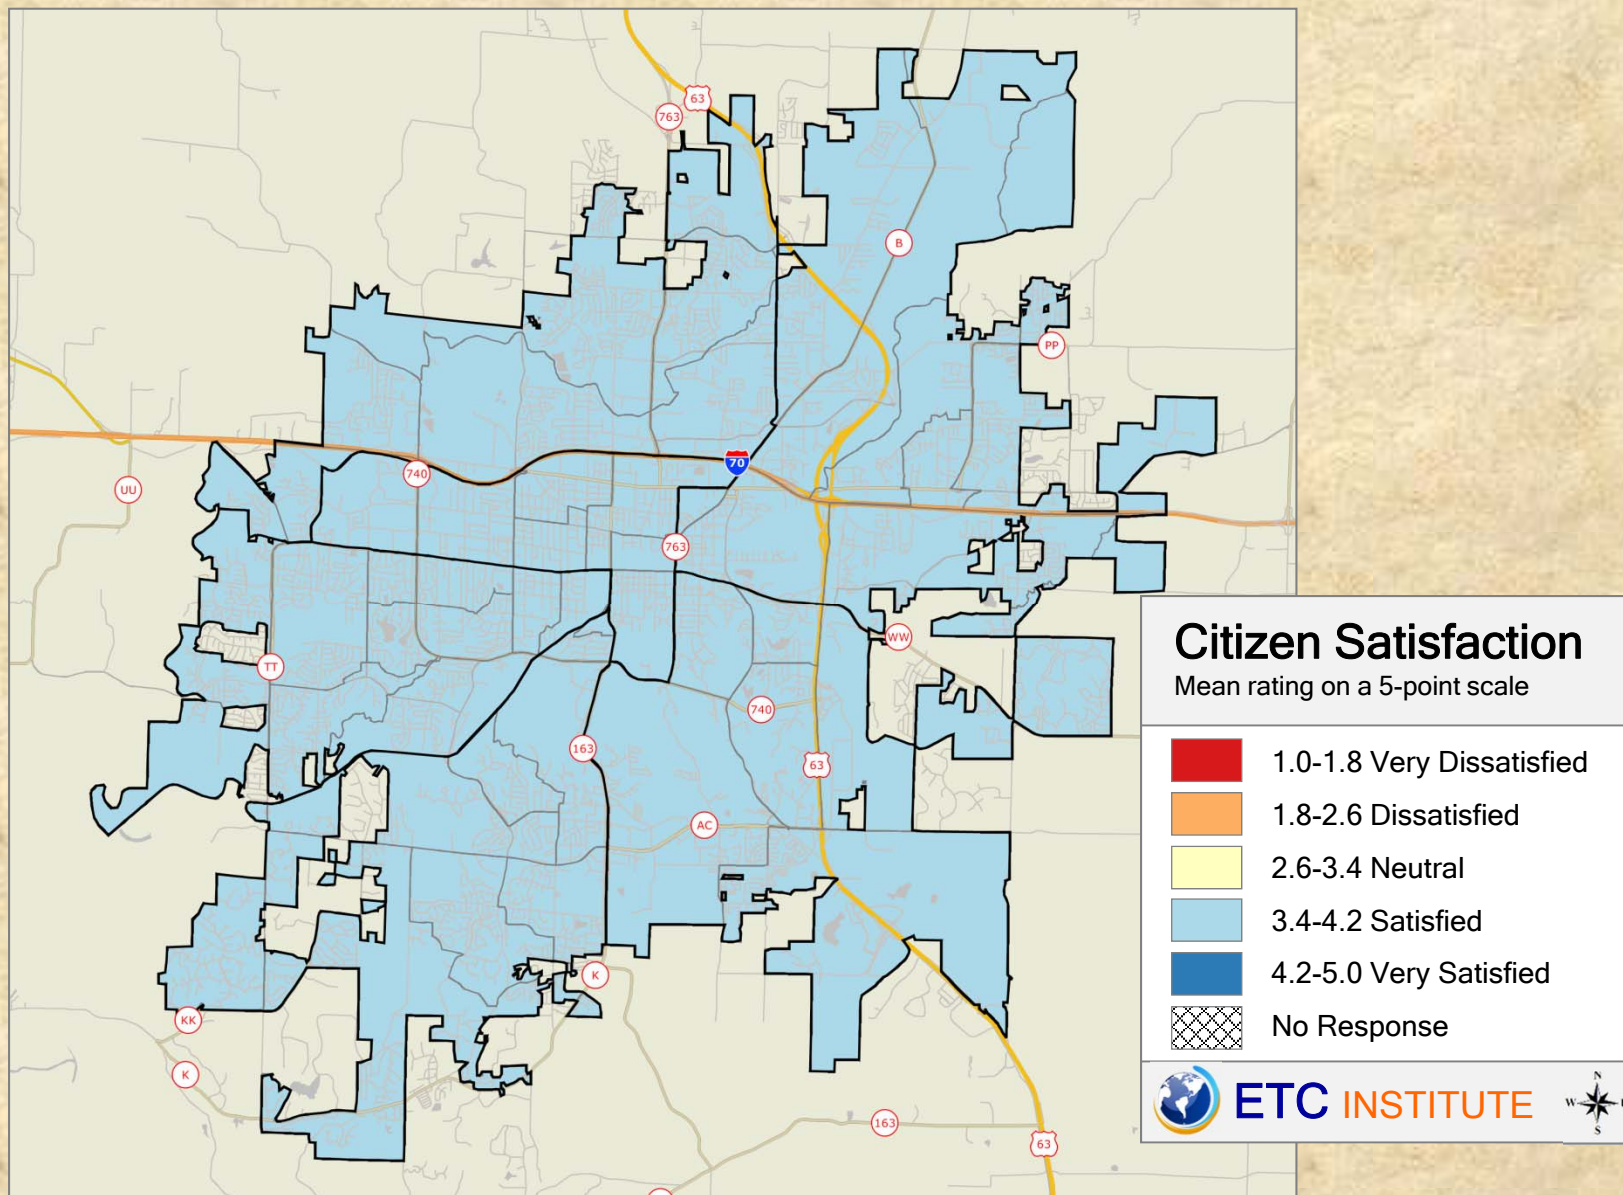 63
763
B
PP
70
740
UU
763
WW
TT
740
163
63
AC
K
KK
K
163
63
Citizen Satisfaction
Mean rating on a 5-point scale
1.0-1.8 Very Dissatisfied
1.8-2.6 Dissatisfied
2.6-3.4 Neutral
3.4-4.2 Satisfied
4.2-5.0 Very Satisfied
No Response
ETC INSTITUTE
N
W
S